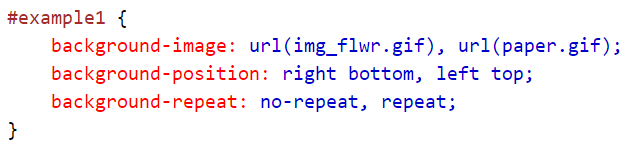 #example1 {
    background-image: url(img_flwr.gif), url(paper.gif);
    background-position: right bottom, left top;
    background-repeat: no-repeat, repeat;
}